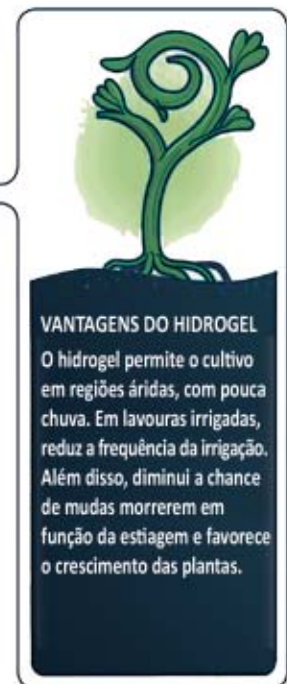 VANTAGENS DO HIDROGEL
O hidrogel permite o cultivo
em regiões áridas, com pouca
chuva. Em lavouras irrigadas,
reduz a frequência da irrigação.
Além disso, diminui a chance
de mudas morrerem em
função da estiagem e favorece
o crescimento das plantas.